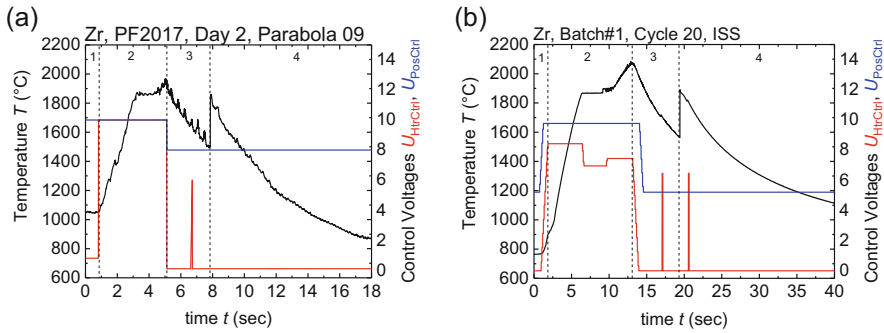 (a)
Zr, PF2017, Day 2, Parabola 09
1 2 3 4
2200
2000
1800
1600
1400
1200
1000
800
600
Temperature T (°C)
14
12
10
8
6
4
2
0
Control Voltages U_HtrCtrl, U_PosCtrl
0 2 4 6 8 10 12 14 16 18
time t (sec)
(b)
Zr, Batch#1, Cycle 20, ISS
1 2 3 4
2200
2000
1800
1600
1400
1200
1000
800
600
Temperature T (°C)
14
12
10
8
6
4
2
0
Control Voltages U_HtrCtrl, U_PosCtrl
0 5 10 15 20 25 30 35 40
time t (sec)